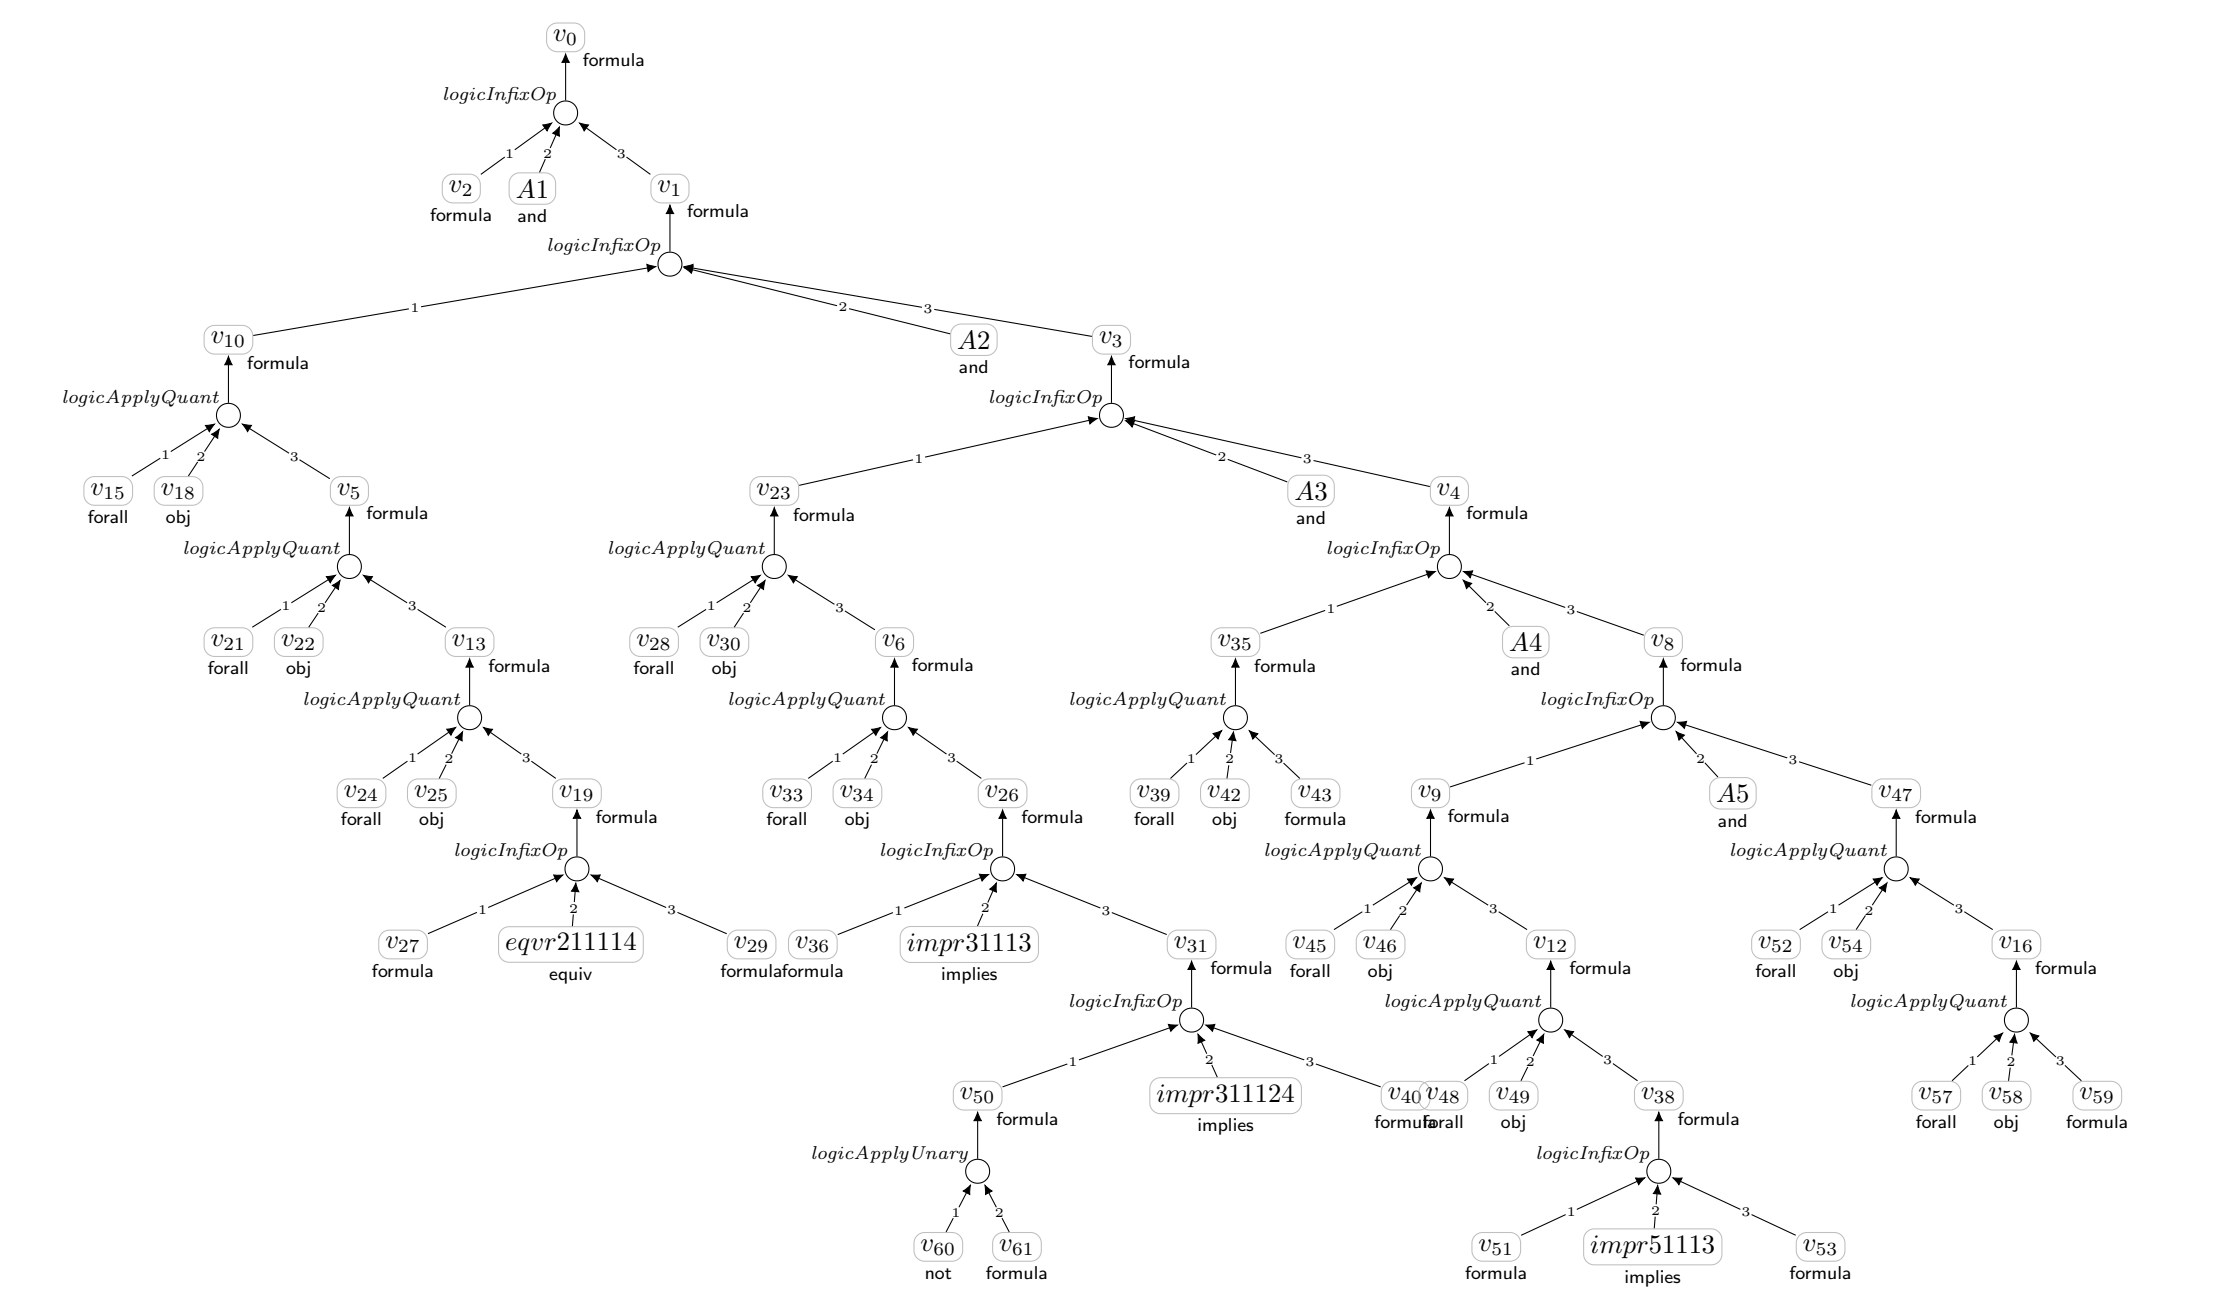 v0
formula
logicInfixOp
1 2 3
v2 A1 v1
formula and formula
logicInfixOp
1 2 3
v10 A2 v3
formula and formula
logicApplyQuant logicInfixOp
1 2 3 1 2 3
v15 v18 v5 v23 A3 v4
forall obj formula formula and formula
logicApplyQuant logicApplyQuant logicInfixOp
1 2 3 1 2 3 1 2 3
v21 v22 v13 v28 v30 v6 v35 A4 v8
forall obj formula forall obj formula formula and formula
logicApplyQuant logicApplyQuant logicApplyQuant logicInfixOp
1 2 3 1 2 3 1 2 3 1 2 3
v24 v25 v19 v33 v34 v26 v39 v42 v43 v9 A5 v47
forall obj formula forall obj formula forall obj formula formula and formula
logicInfixOp logicInfixOp logicApplyQuant logicApplyQuant
1 2 3 1 2 3 1 2 3 1 2 3
v27 eqvr211114 v29 v36 impr31113 v31 v45 v46 v12 v52 v54 v16
formula equiv formula formula implies formula forall obj formula forall obj formula
logicInfixOp logicApplyQuant logicApplyQuant
1 2 3 1 2 3 1 2 3
v50 impr311124 v40 v48 v49 v38 v57 v58 v59
formula implies formula forall obj formula forall obj formula
logicApplyUnary logicInfixOp
1 2 1 2 3
v60 v61 v51 impr51113 v53
not formula formula implies formula